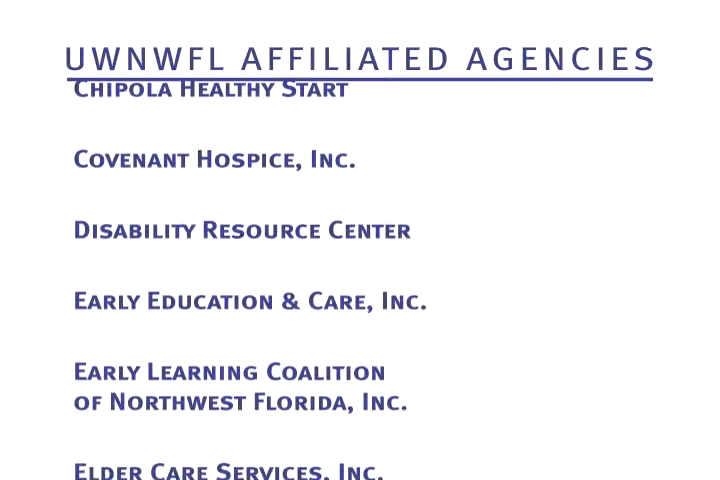 UWNWFL AFFILIATED AGENCIES
CHIPOLA HEALTHY START
COVENANT HOSPICE, INC.
DISABILITY RESOURCE CENTER
EARLY EDUCATION & CARE, INC.
EARLY LEARNING COALITION
OF NORTHWEST FLORIDA, INC.
ELDER CARE SERVICES, INC.